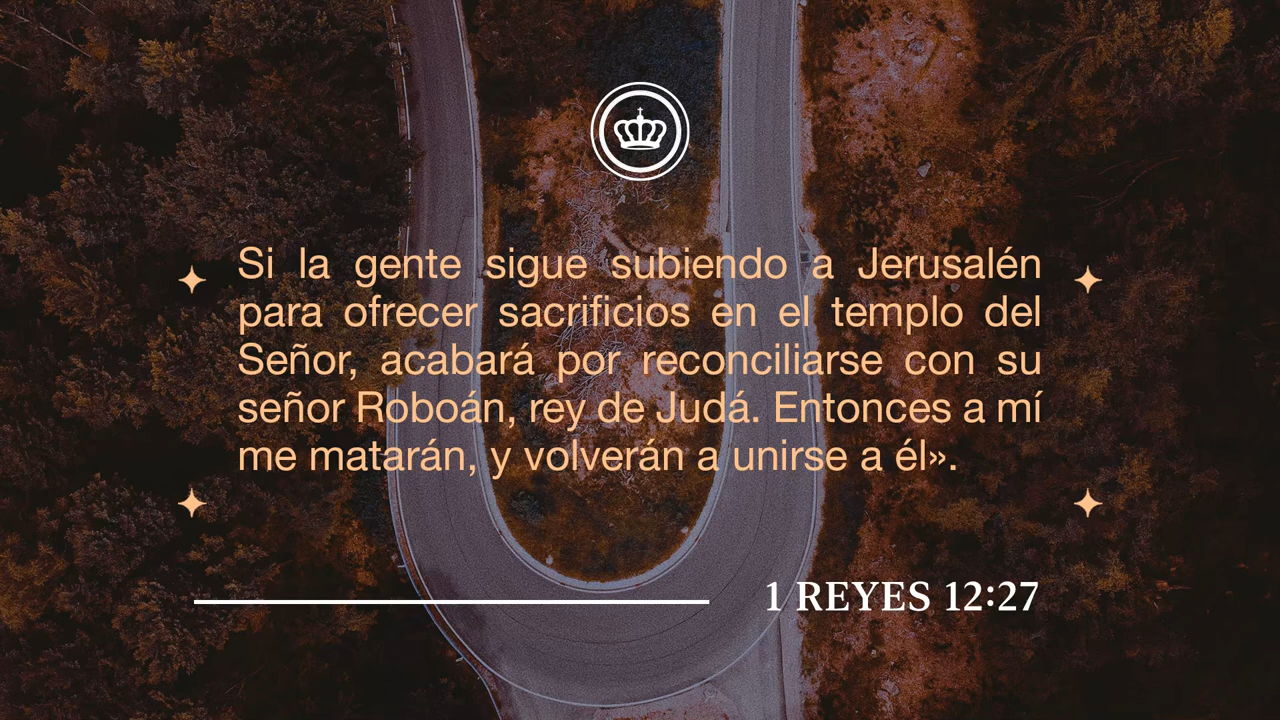 Si la gente sigue subiendo a Jerusalén
para ofrecer sacrificios en el templo del
Señor, acabará por reconciliarse con su
señor Roboán, rey de Judá. Entonces a mí
me matarán, y volverán a unirse a él».
1 REYES 12:27